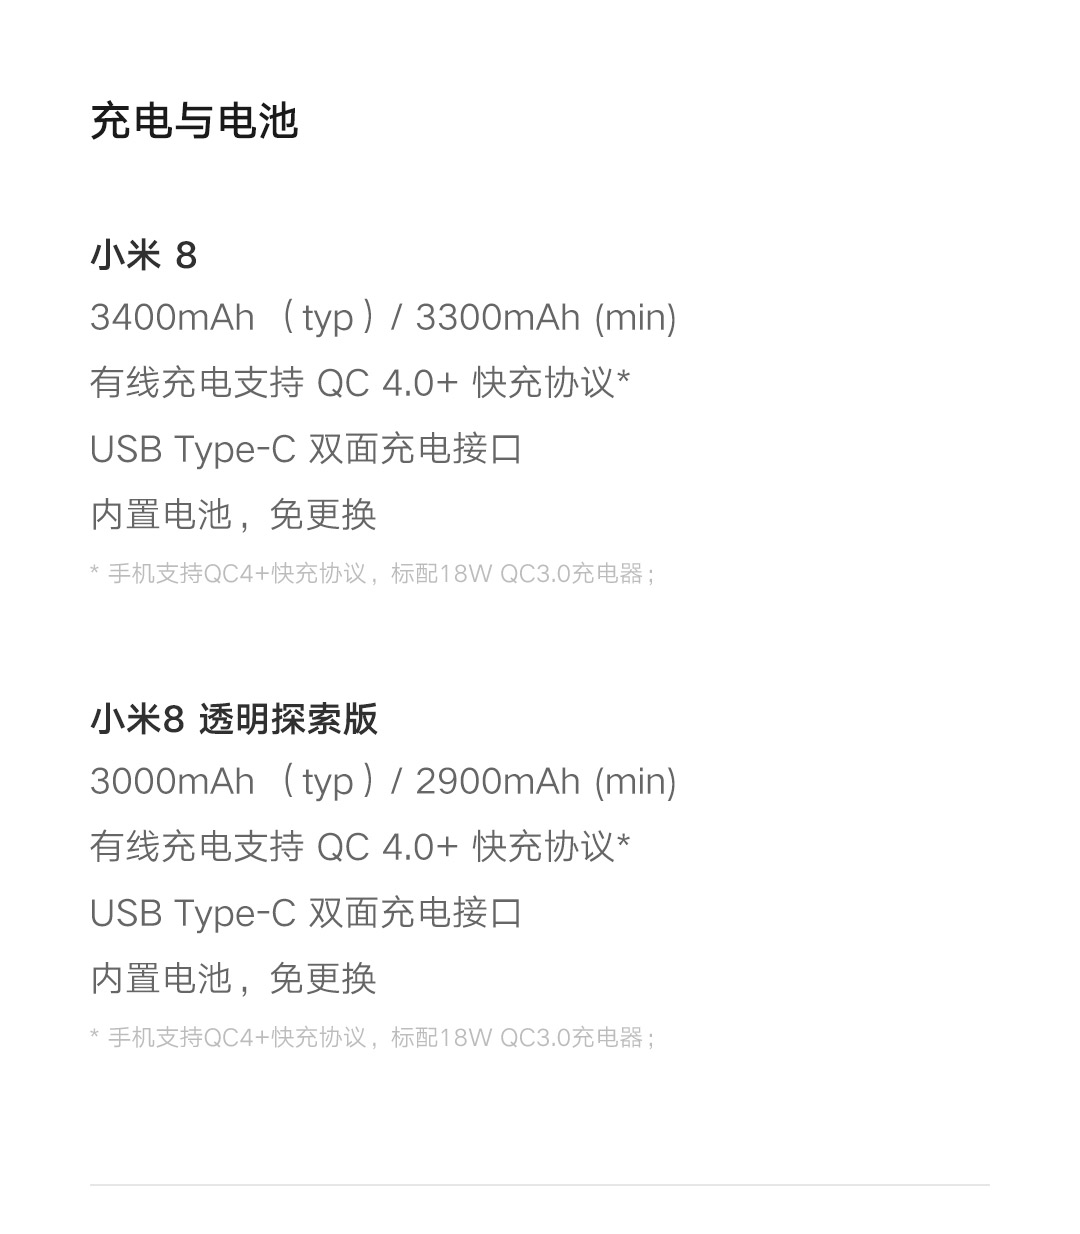 充电与电池
小米 8
3400mAh （typ）/ 3300mAh (min)
有线充电支持 QC 4.0+ 快充协议*
USB Type-C 双面充电接口
内置电池，免更换
* 手机支持QC4+快充协议，标配18W QC3.0充电器；
小米8 透明探索版
3000mAh （typ）/ 2900mAh (min)
有线充电支持 QC 4.0+ 快充协议*
USB Type-C 双面充电接口
内置电池，免更换
* 手机支持QC4+快充协议，标配18W QC3.0充电器；